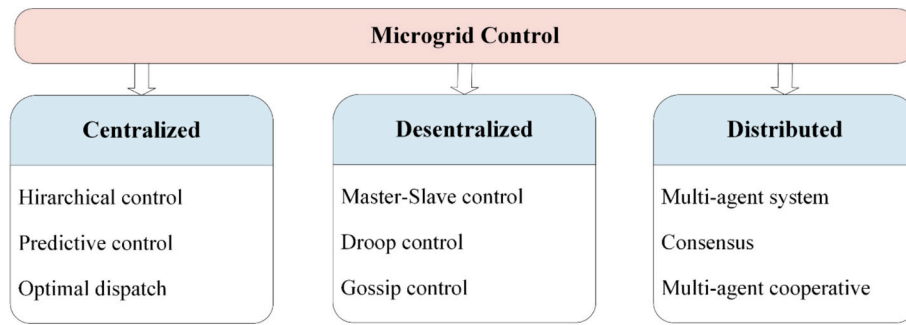 Microgrid Control
Centralized
Hirarchical control
Predictive control
Optimal dispatch
Desentralized
Master-Slave control
Droop control
Gossip control
Distributed
Multi-agent system
Consensus
Multi-agent cooperative